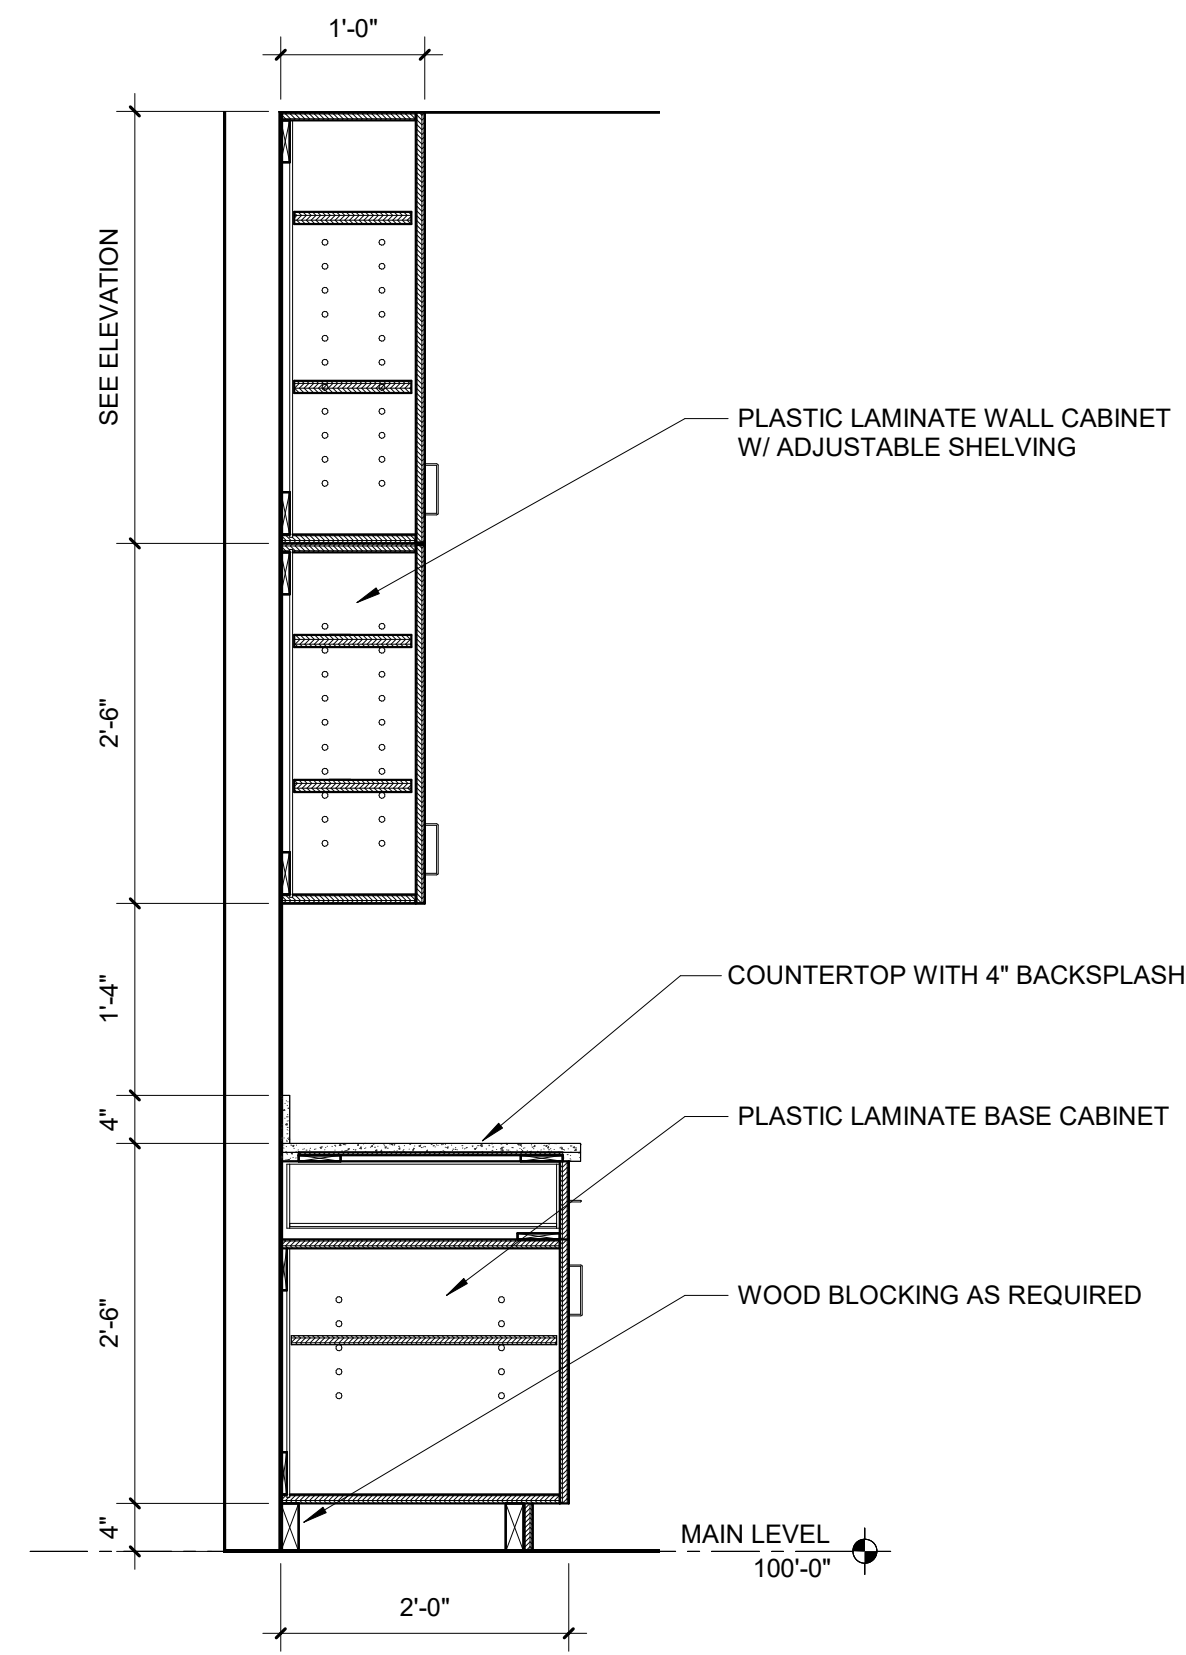 1'-0"
SEE ELEVATION
PLASTIC LAMINATE WALL CABINET
W/ ADJUSTABLE SHELVING
2'-6"
COUNTERTOP WITH 4" BACKSPLASH
1'-4"
4"
PLASTIC LAMINATE BASE CABINET
WOOD BLOCKING AS REQUIRED
2'-6"
4"
MAIN LEVEL
100'-0"
2'-0"